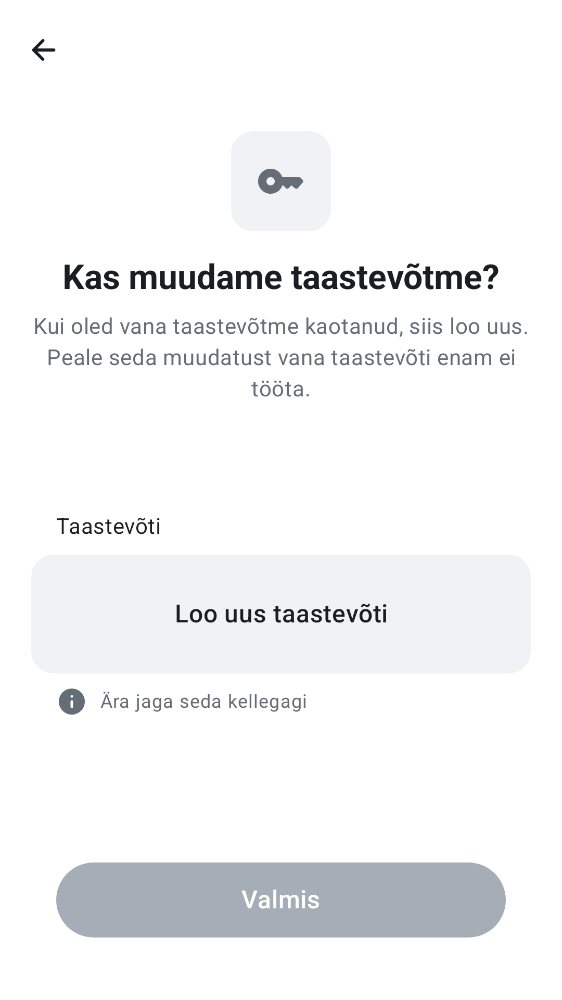 Kas muudame taastevõtme?
Kui oled vana taastevõtme kaotanud, siis loo uus.
Peale seda muudatust vana taastevõti enam ei
tööta.
Taastevõti
Loo uus taastevõti
Ära jaga seda kellegagi
Valmis